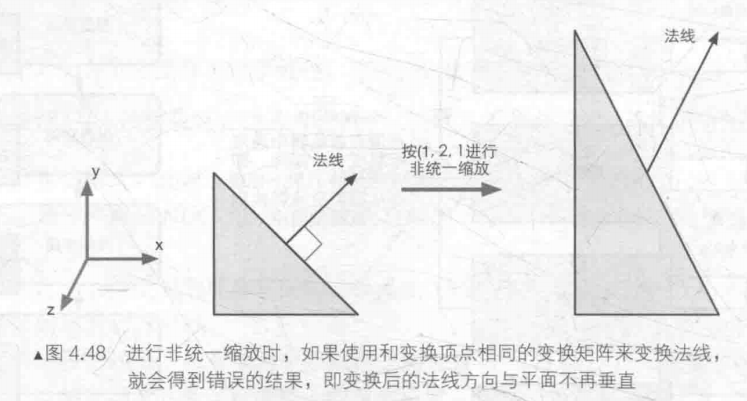 法线
法线
按(1, 2, 1进行
非统一缩放
y
x
z
▲图 4.48 进行非统一缩放时，如果使用和变换顶点相同的变换矩阵来变换法线，
就会得到错误的结果，即变换后的法线方向与平面不再垂直